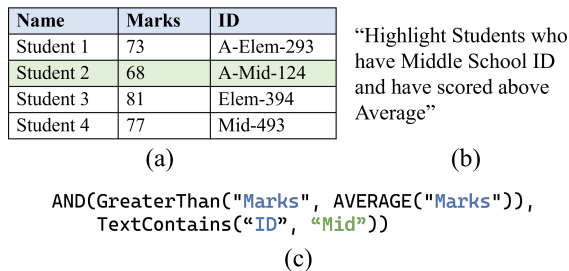 Name Marks ID
Student 1 73 A-Elem-293
Student 2 68 A-Mid-124
Student 3 81 Elem-394
Student 4 77 Mid-493
(a)
“Highlight Students who
have Middle School ID
and have scored above
Average”
(b)
AND(GreaterThan("Marks", AVERAGE("Marks")),
TextContains(“ID”, “Mid”))
(c)